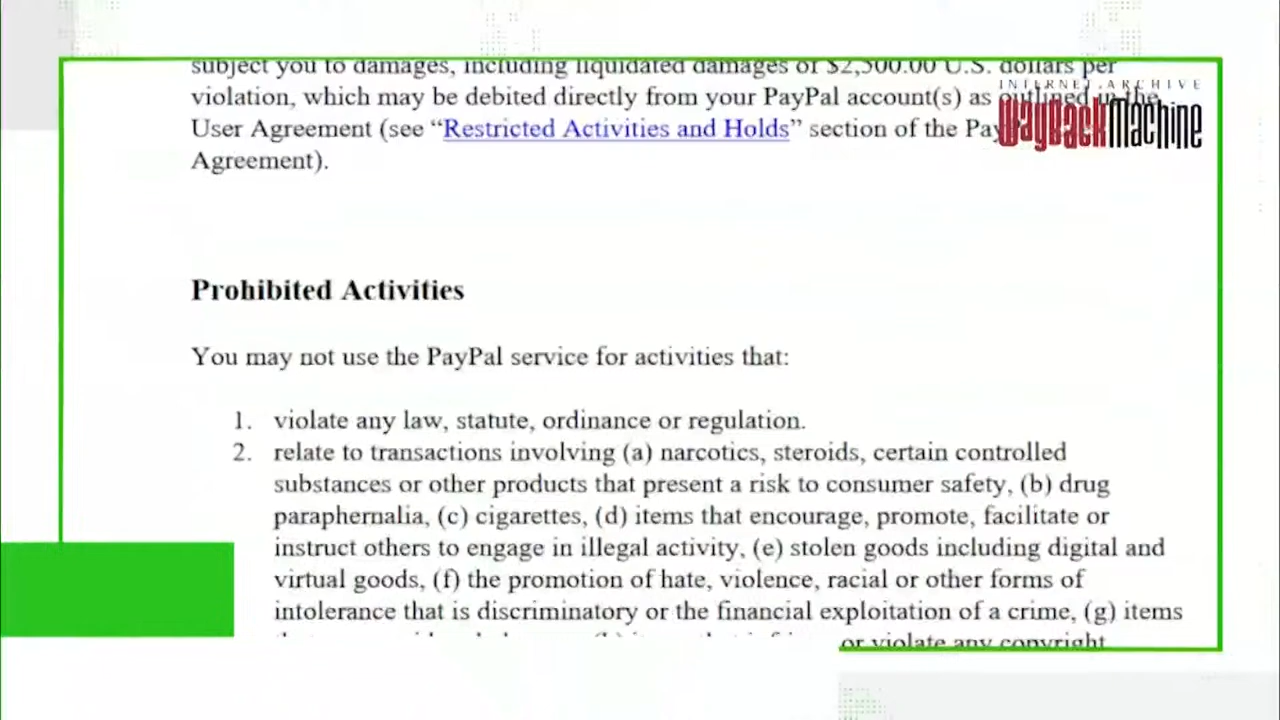 subject you to damages, including liquidated damages of $2,500.00 U.S. dollars per
INTERNET ARCHIVE
violation, which may be debited directly from your PayPal account(s) as outlined in the
WayBackMachine
User Agreement (see “Restricted Activities and Holds” section of the
Agreement).
Prohibited Activities
You may not use the PayPal service for activities that:
1. violate any law, statute, ordinance or regulation.
2. relate to transactions involving (a) narcotics, steroids, certain controlled
substances or other products that present a risk to consumer safety, (b) drug
paraphernalia, (c) cigarettes, (d) items that encourage, promote, facilitate or
instruct others to engage in illegal activity, (e) stolen goods including digital and
virtual goods, (f) the promotion of hate, violence, racial or other forms of
intolerance that is discriminatory or the financial exploitation of a crime, (g) items
or violate any copyright